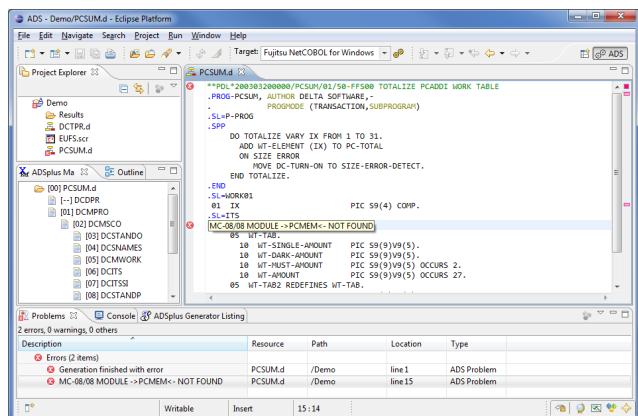 ADS - Demo/PCSUM.d - Eclipse Platform
File Edit Navigate Search Project Run Window Help
Target: Fujitsu NetCOBOL for Windows
ADS
Project Explorer
Demo
Results
DCTPR.d
EUFS.scr
PCSUM.d
ADSplus Ma
Outline
[00] PCSUM.d
[--] DCDPR
[01] DCMPRO
[02] DCMSCO
[03] DCSTANDO
[04] DCSNAMES
[05] DCMWORK
[06] DCITS
[07] DCITSSI
[08] DCSTANDP
PCSUM.d
**PDL*200303200000/PCSUM/01/50-FF500 TOTALIZE PCADDI WORK TABLE
.PROG-PCSUM, AUTHOR DELTA SOFTWARE,-
. PROGMODE (TRANSACTION,SUBPROGRAM)
.SL=P-PROG
.SPP
DO TOTALIZE VARY IX FROM 1 TO 31.
ADD WT-ELEMENT (IX) TO PC-TOTAL
ON SIZE ERROR
MOVE DC-TURN-ON TO SIZE-ERROR-DETECT.
END TOTALIZE.
.END
.SL=WORK01
01 IX PIC S9(4) COMP.
.SL=ITS
MC-08/08 MODULE ->PCMEM<- NOT FOUND
05 WT-TAB.
10 WT-SINGLE-AMOUNT PIC S9(9)V9(5).
10 WT-DARK-AMOUNT PIC S9(9)V9(5).
10 WT-MUST-AMOUNT PIC S9(9)V9(5) OCCURS 2.
10 WT-AMOUNT PIC S9(9)V9(5) OCCURS 27.
05 WT-TAB2 REDEFINES WT-TAB.
Problems
Console
ADSplus Generator Listing
2 errors, 0 warnings, 0 others
Description Resource Path Location Type
Errors (2 items)
Generation finished with error PCSUM.d /Demo line 1 ADS Problem
MC-08/08 MODULE ->PCMEM<- NOT FOUND PCSUM.d /Demo line 15 ADS Problem
Writable Insert 15 : 14